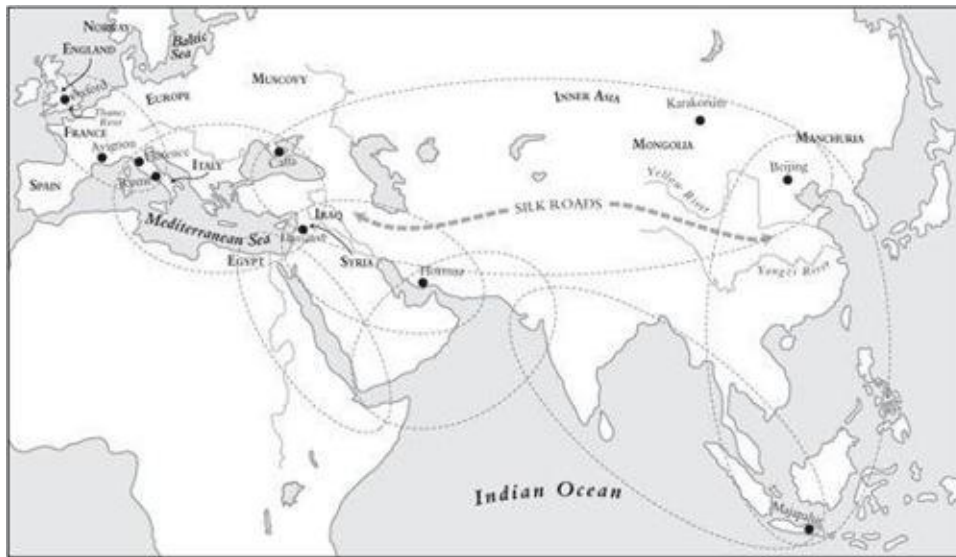 NORWAY
Baltic
Sea
ENGLAND
Oxford
Thames
River
EUROPE
MUSCOVY
FRANCE
Avignon
Florence
ITALY
Rome
SPAIN
Caffa
INNER ASIA
Karakorum
MONGOLIA
MANCHURIA
Beijing
Yellow River
SILK ROADS
IRAQ
Mediterranean Sea
EGYPT
SYRIA
Hormuz
Yangzi River
Indian Ocean
Majapahit